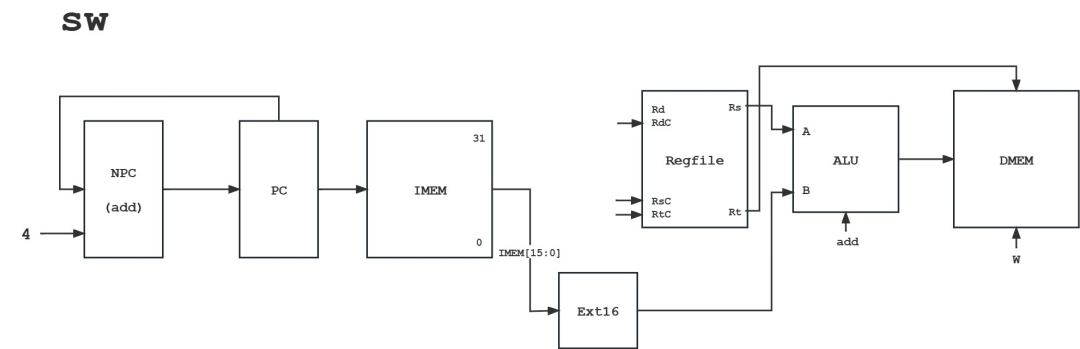 sw
NPC
(add)
4
PC
31
IMEM
0
IMEM[15:0]
Ext16
Rd
RdC
Rs
Regfile
RsC
RtC
Rt
A
ALU
B
add
DMEM
W